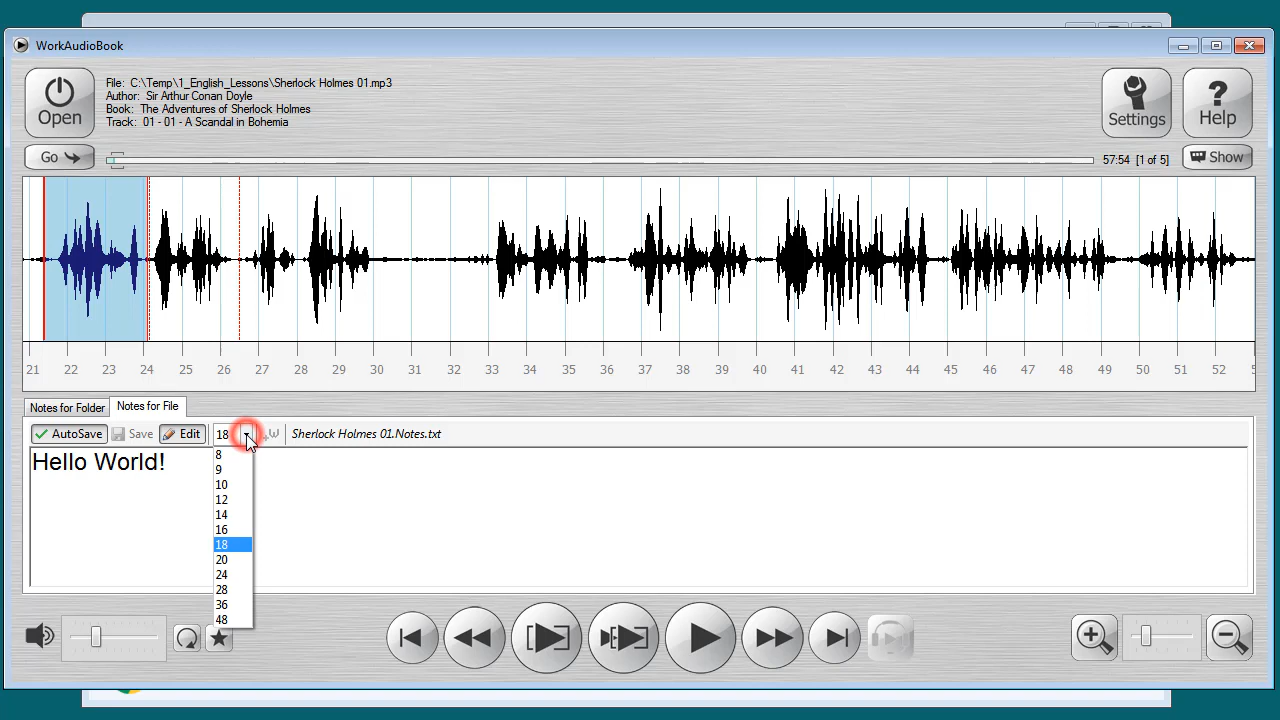 WorkAudioBook
Open
File: C:\Temp\1_English_Lessons\Sherlock Holmes 01.mp3
Author: Sir Arthur Conan Doyle
Book: The Adventures of Sherlock Holmes
Track: 01 - 01 - A Scandal in Bohemia
Settings
? Help
Go
57:54 [1 of 5]
Show
21 22 23 24 25 26 27 28 29 30 31 32 33 34 35 36 37 38 39 40 41 42 43 44 45 46 47 48 49 50 51 52
Notes for Folder
Notes for File
AutoSave Save Edit 18 Sherlock Holmes 01.Notes.txt
Hello World!
8
9
10
12
14
16
18
20
24
28
36
48